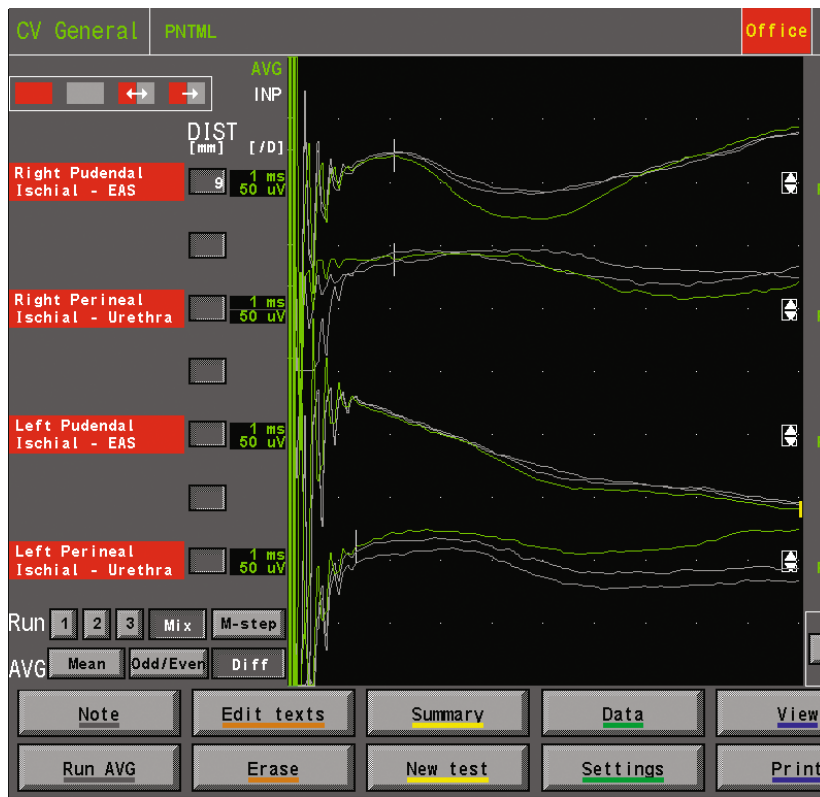 CV General PNTML Office
AVG
INP
DIST
[mm] [/D]
Right Pudendal
Ischial - EAS
9
1 ms
50 uV
Right Perineal
Ischial - Urethra
1 ms
50 uV
Left Pudendal
Ischial - EAS
1 ms
50 uV
Left Perineal
Ischial - Urethra
1 ms
50 uV
Run 1 2 3 Mix M-step
AVG Mean Odd/Even Diff
Note Edit texts Summary Data View
Run AVG Erase New test Settings Print